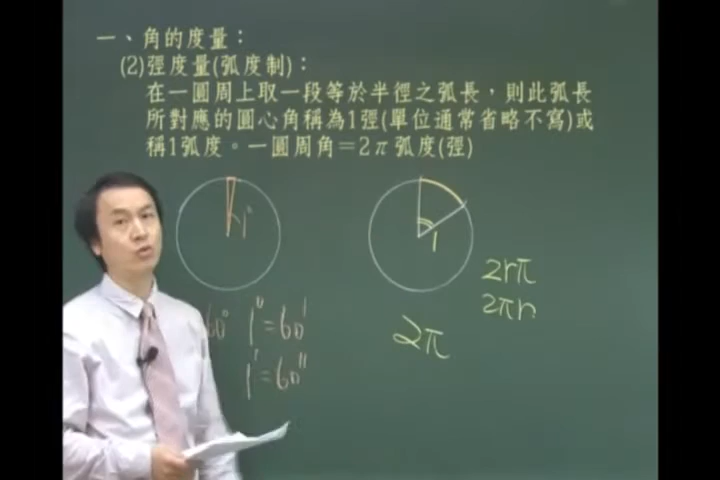 一、角的度量：
(2)弳度量(弧度制)：
在一圓周上取一段等於半徑之弧長，則此弧長
所對應的圓心角稱為1弳(單位通常省略不寫)或
稱1弧度。一圓周角＝2π弧度(弳)
1°
1
2rπ
2πr
60° 1°=60'
1'=60"
2π